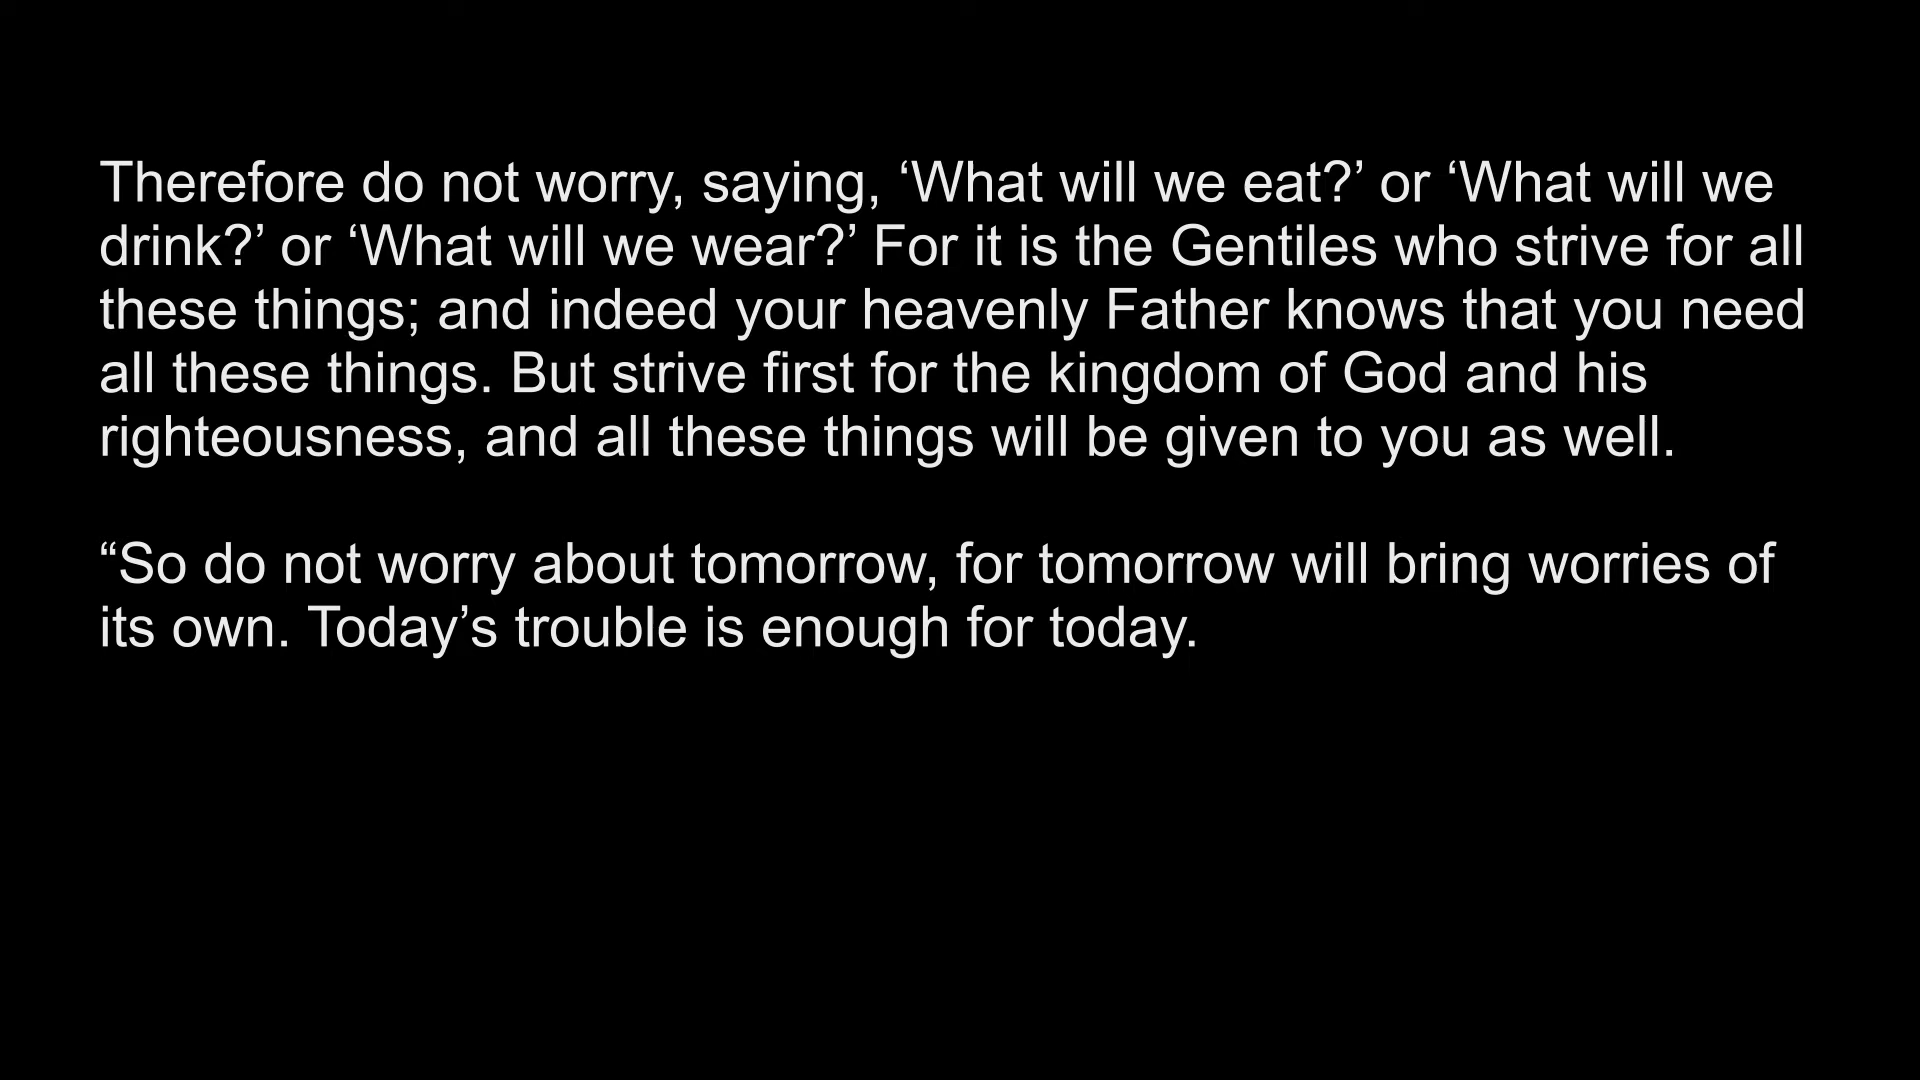 Therefore do not worry, saying, ‘What will we eat?’ or ‘What will we
drink?’ or ‘What will we wear?’ For it is the Gentiles who strive for all
these things; and indeed your heavenly Father knows that you need
all these things. But strive first for the kingdom of God and his
righteousness, and all these things will be given to you as well.
“So do not worry about tomorrow, for tomorrow will bring worries of
its own. Today’s trouble is enough for today.